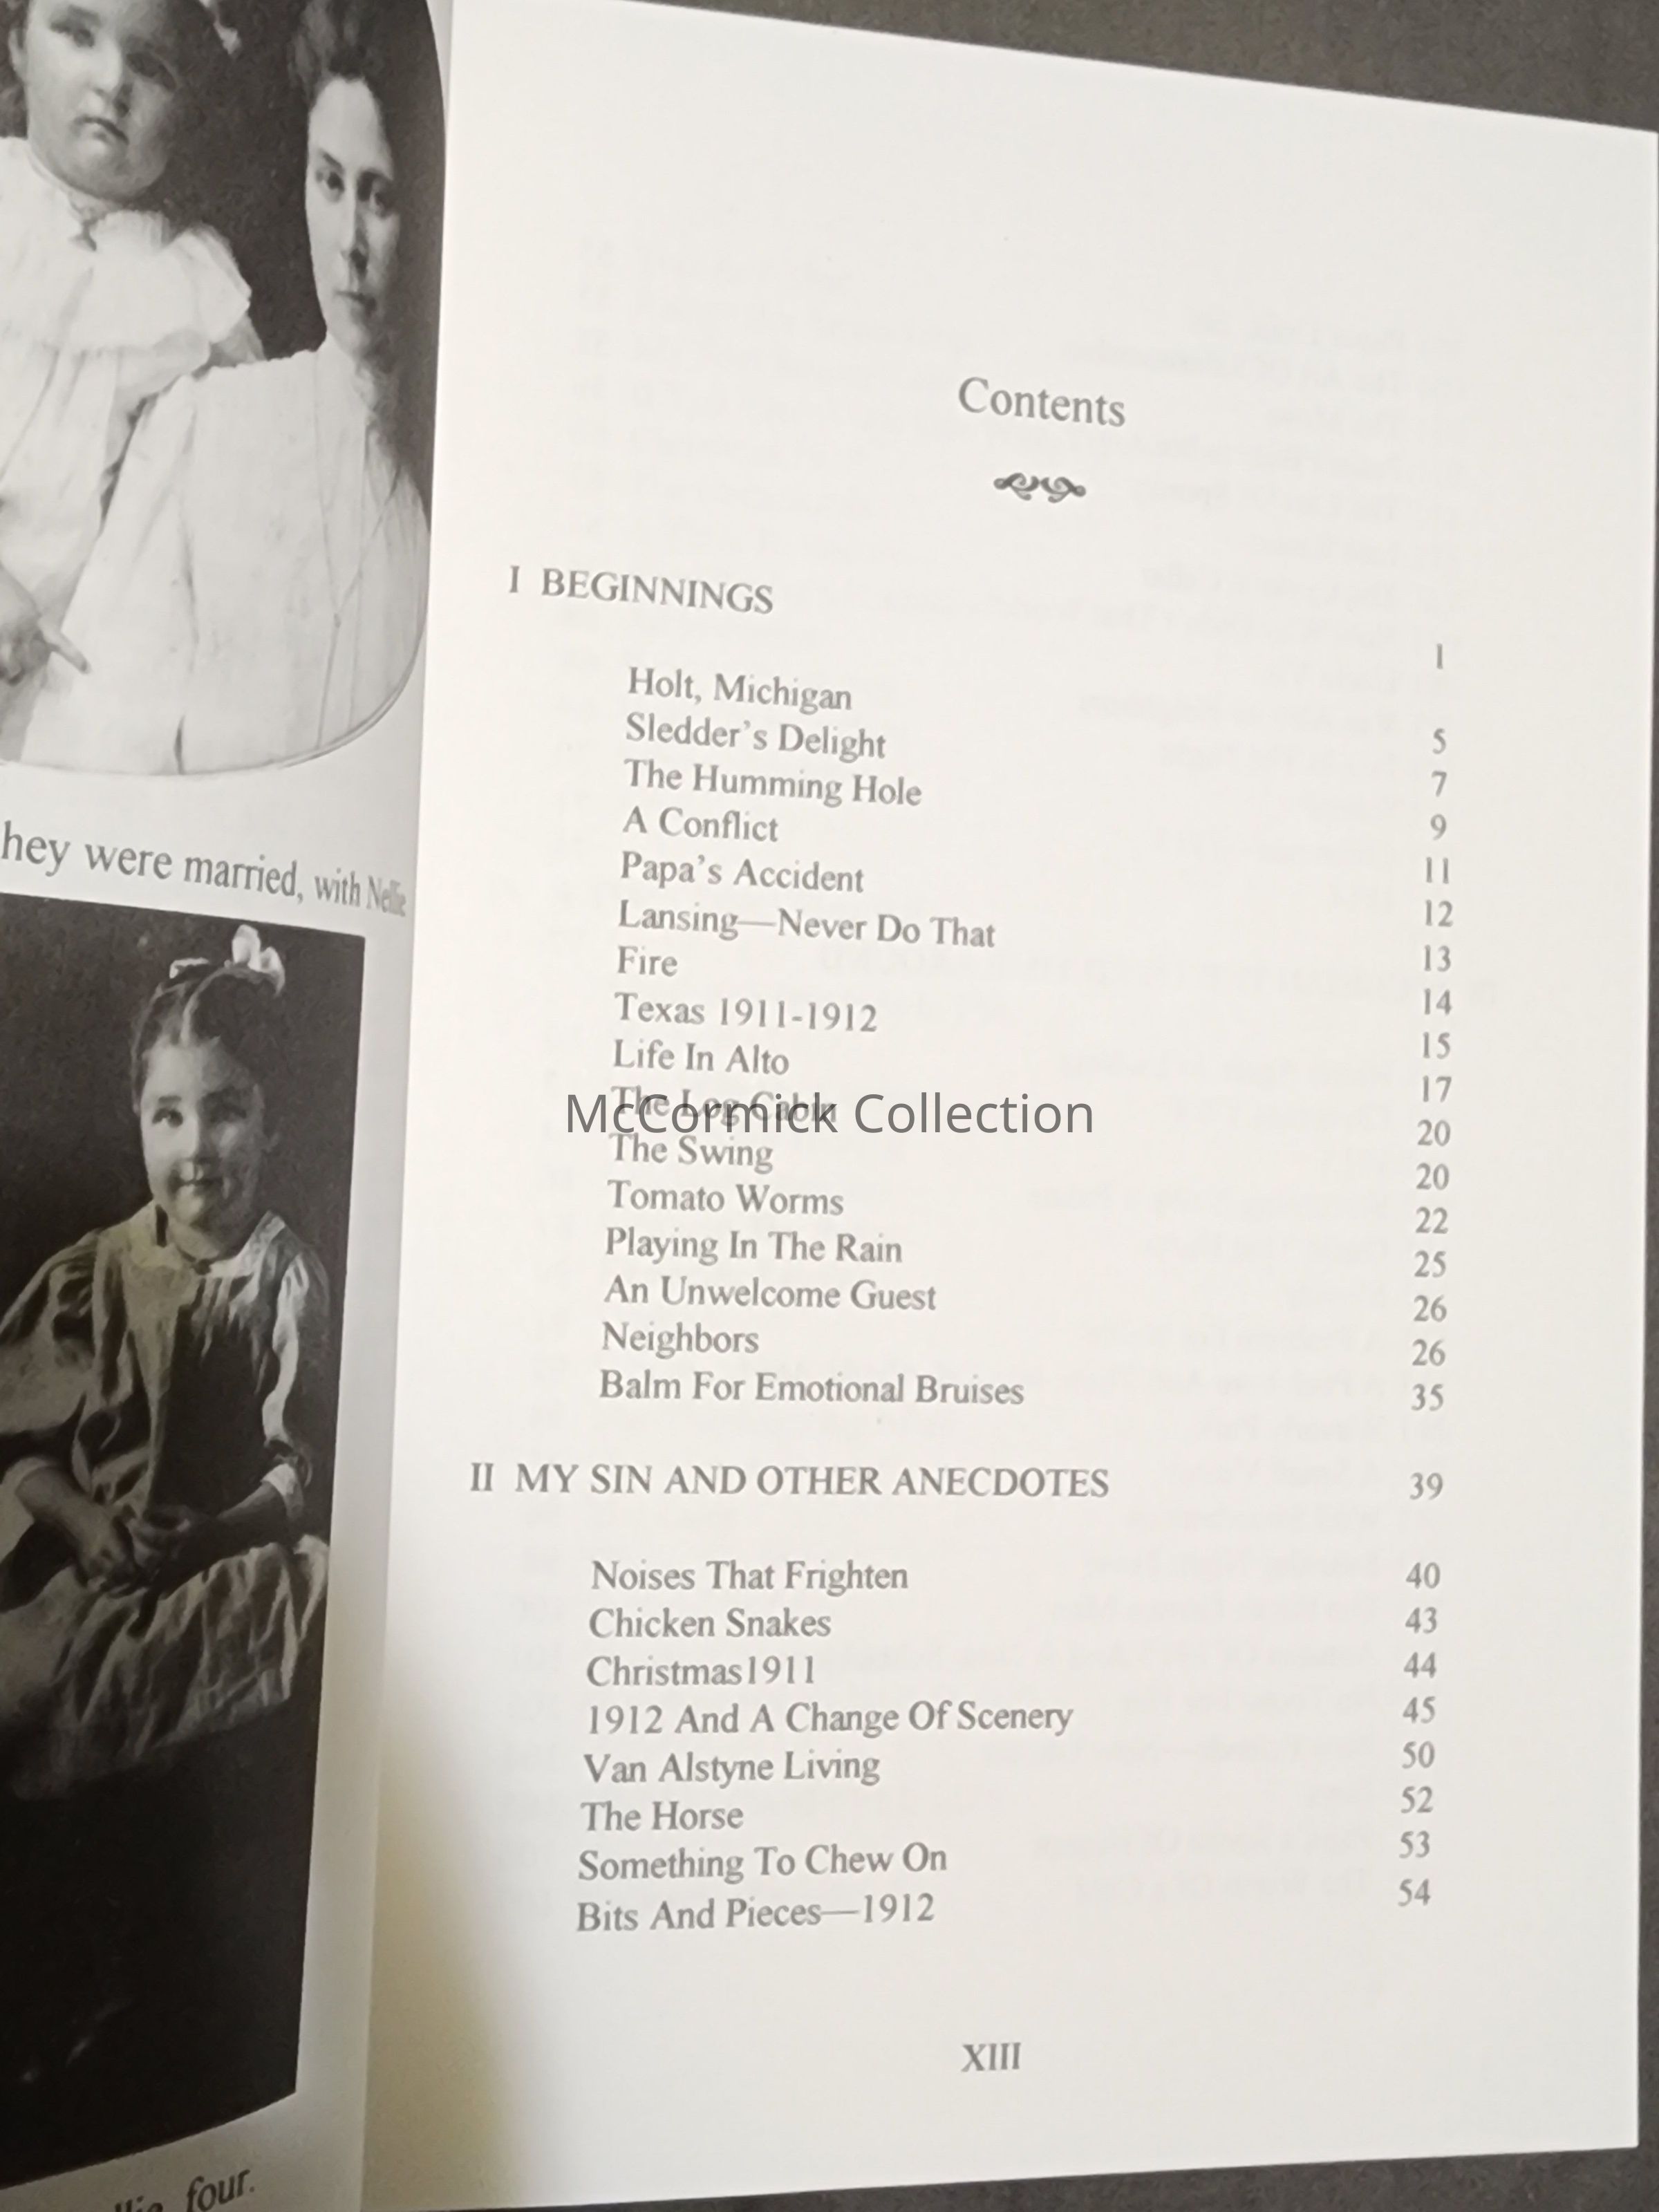 hey were married, with Nellie
llie, four.
Contents
I BEGINNINGS 1
Holt, Michigan 5
Sledder's Delight 7
The Humming Hole 9
A Conflict 11
Papa's Accident 12
Lansing—Never Do That 13
Fire 14
Texas 1911-1912 15
Life In Alto 17
The Log Cabin 20
McCormick Collection
The Swing 20
Tomato Worms 22
Playing In The Rain 25
An Unwelcome Guest 26
Neighbors 26
Balm For Emotional Bruises 35
II MY SIN AND OTHER ANECDOTES 39
Noises That Frighten 40
Chicken Snakes 43
Christmas1911 44
1912 And A Change Of Scenery 45
Van Alstyne Living 50
The Horse 52
Something To Chew On 53
Bits And Pieces—1912 54
XIII